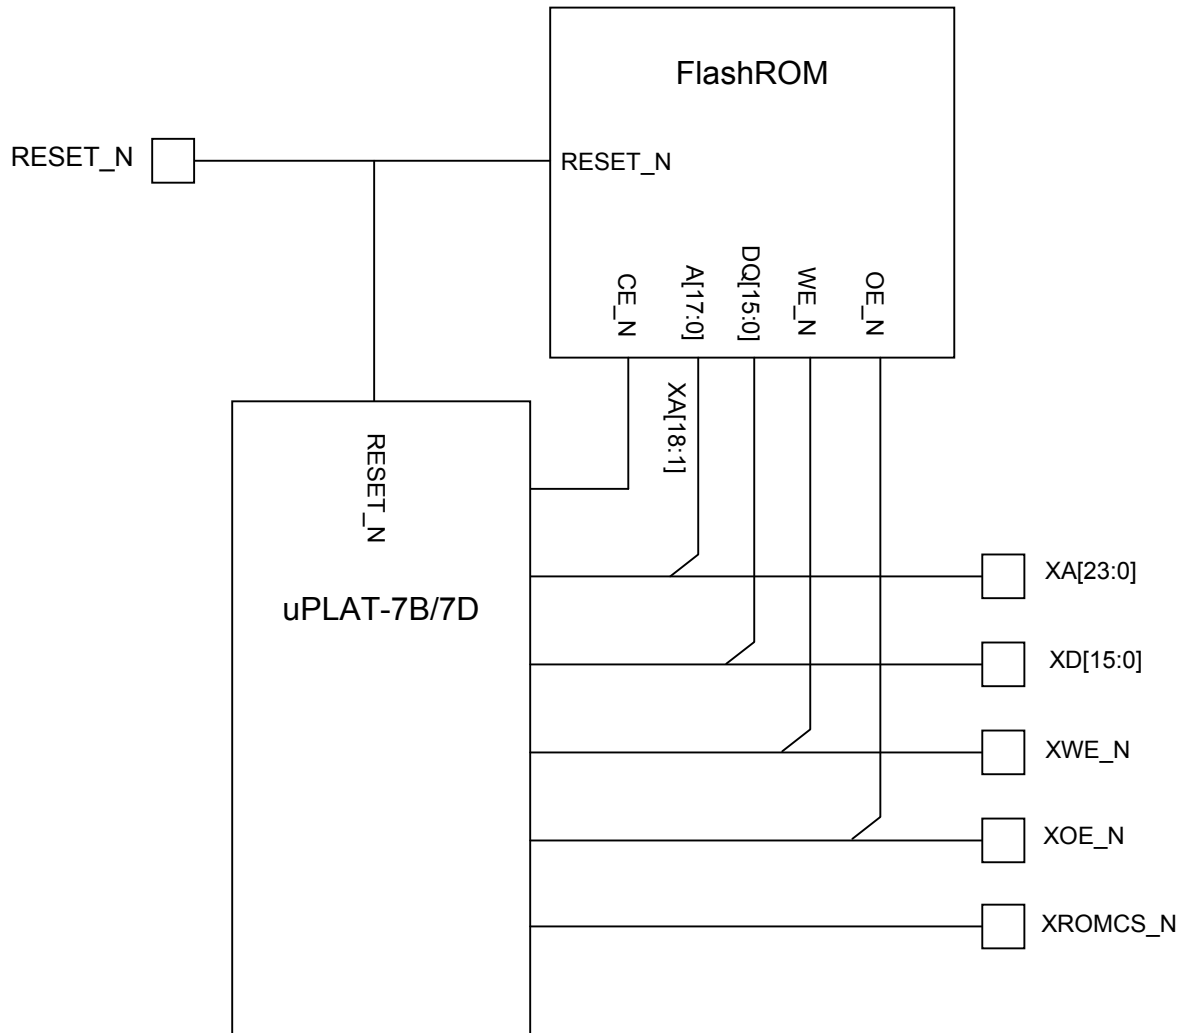 FlashROM
RESET_N
RESET_N
CE_N
A[17:0]
DQ[15:0]
WE_N
OE_N
XA[18:1]
RESET_N
uPLAT-7B/7D
XA[23:0]
XD[15:0]
XWE_N
XOE_N
XROMCS_N